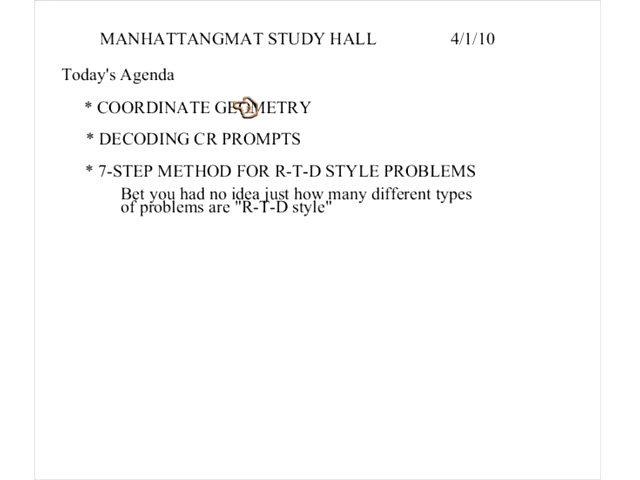 MANHATTANGMAT STUDY HALL 4/1/10
Today's Agenda
* COORDINATE GEOMETRY
* DECODING CR PROMPTS
* 7-STEP METHOD FOR R-T-D STYLE PROBLEMS
Bet you had no idea just how many different types
of problems are "R-T-D style"